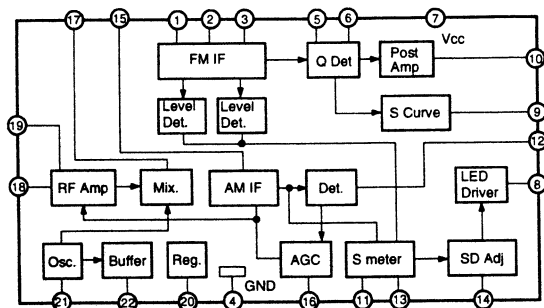 17 15 1 2 3 5 6 7
Vcc
FM IF
Q Det
Post
Amp
10
Level
Det.
Level
Det.
S Curve
9
19
12
18
RF Amp
Mix.
AM IF
Det.
LED
Driver
8
Osc.
Buffer
Reg.
GND
AGC
S meter
SD Adj
21 22 20 4 16 11 13 14